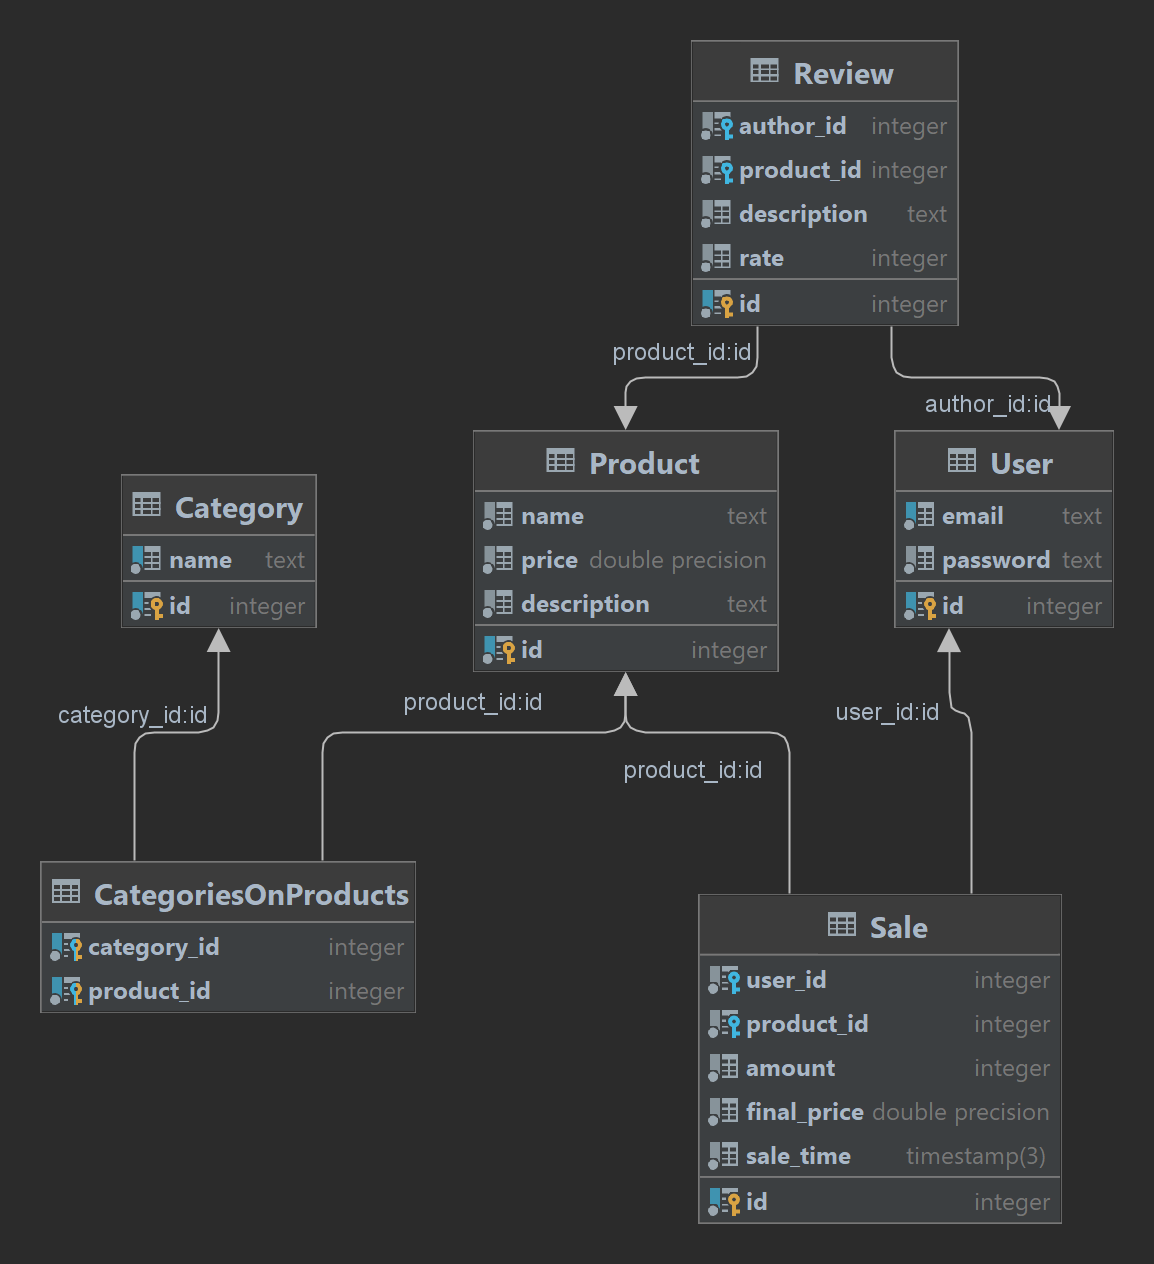 Review
author_id integer
product_id integer
description text
rate integer
id integer
product_id:id
author_id:id
Product
name text
price double precision
description text
id integer
User
email text
password text
id integer
Category
name text
id integer
category_id:id
product_id:id
product_id:id
user_id:id
CategoriesOnProducts
category_id integer
product_id integer
Sale
user_id integer
product_id integer
amount integer
final_price double precision
sale_time timestamp(3)
id integer